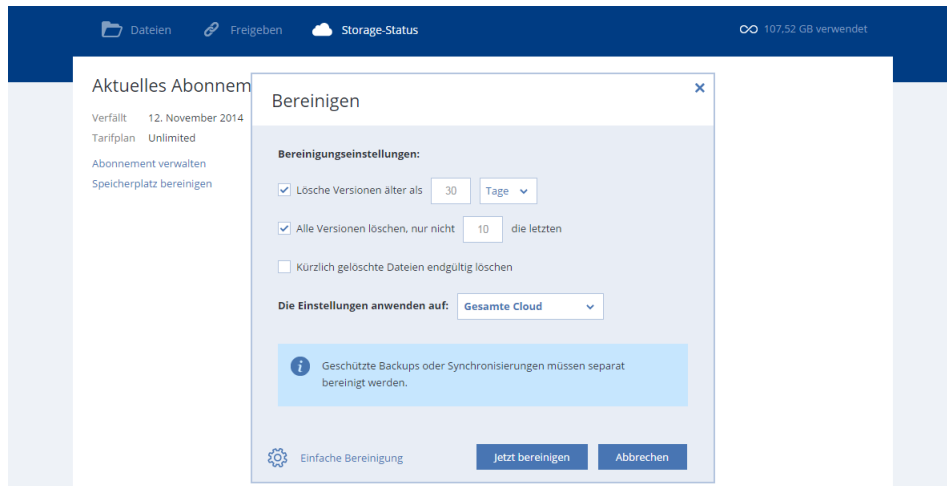 Dateien Freigeben Storage-Status 107,52 GB verwendet
Aktuelles Abonnem
Verfällt 12. November 2014
Tarifplan Unlimited
Abonnement verwalten
Speicherplatz bereinigen
Bereinigen
Bereinigungseinstellungen:
Lösche Versionen älter als 30 Tage
Alle Versionen löschen, nur nicht 10 die letzten
Kürzlich gelöschte Dateien endgültig löschen
Die Einstellungen anwenden auf: Gesamte Cloud
Geschützte Backups oder Synchronisierungen müssen separat
bereinigt werden.
Einfache Bereinigung Jetzt bereinigen Abbrechen